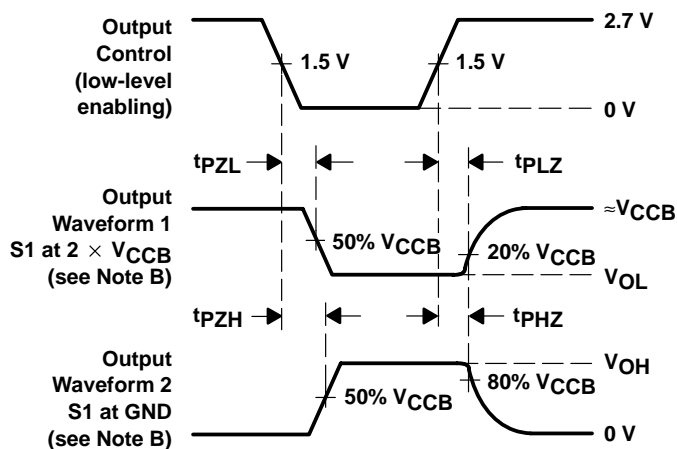 Output
Control
(low-level
enabling)
2.7 V
1.5 V
1.5 V
0 V
tPZL
tPLZ
Output
Waveform 1
S1 at 2 × VCCB
(see Note B)
≈VCCB
50% VCCB
20% VCCB
VOL
tPZH
tPHZ
Output
Waveform 2
S1 at GND
(see Note B)
VOH
50% VCCB
80% VCCB
0 V